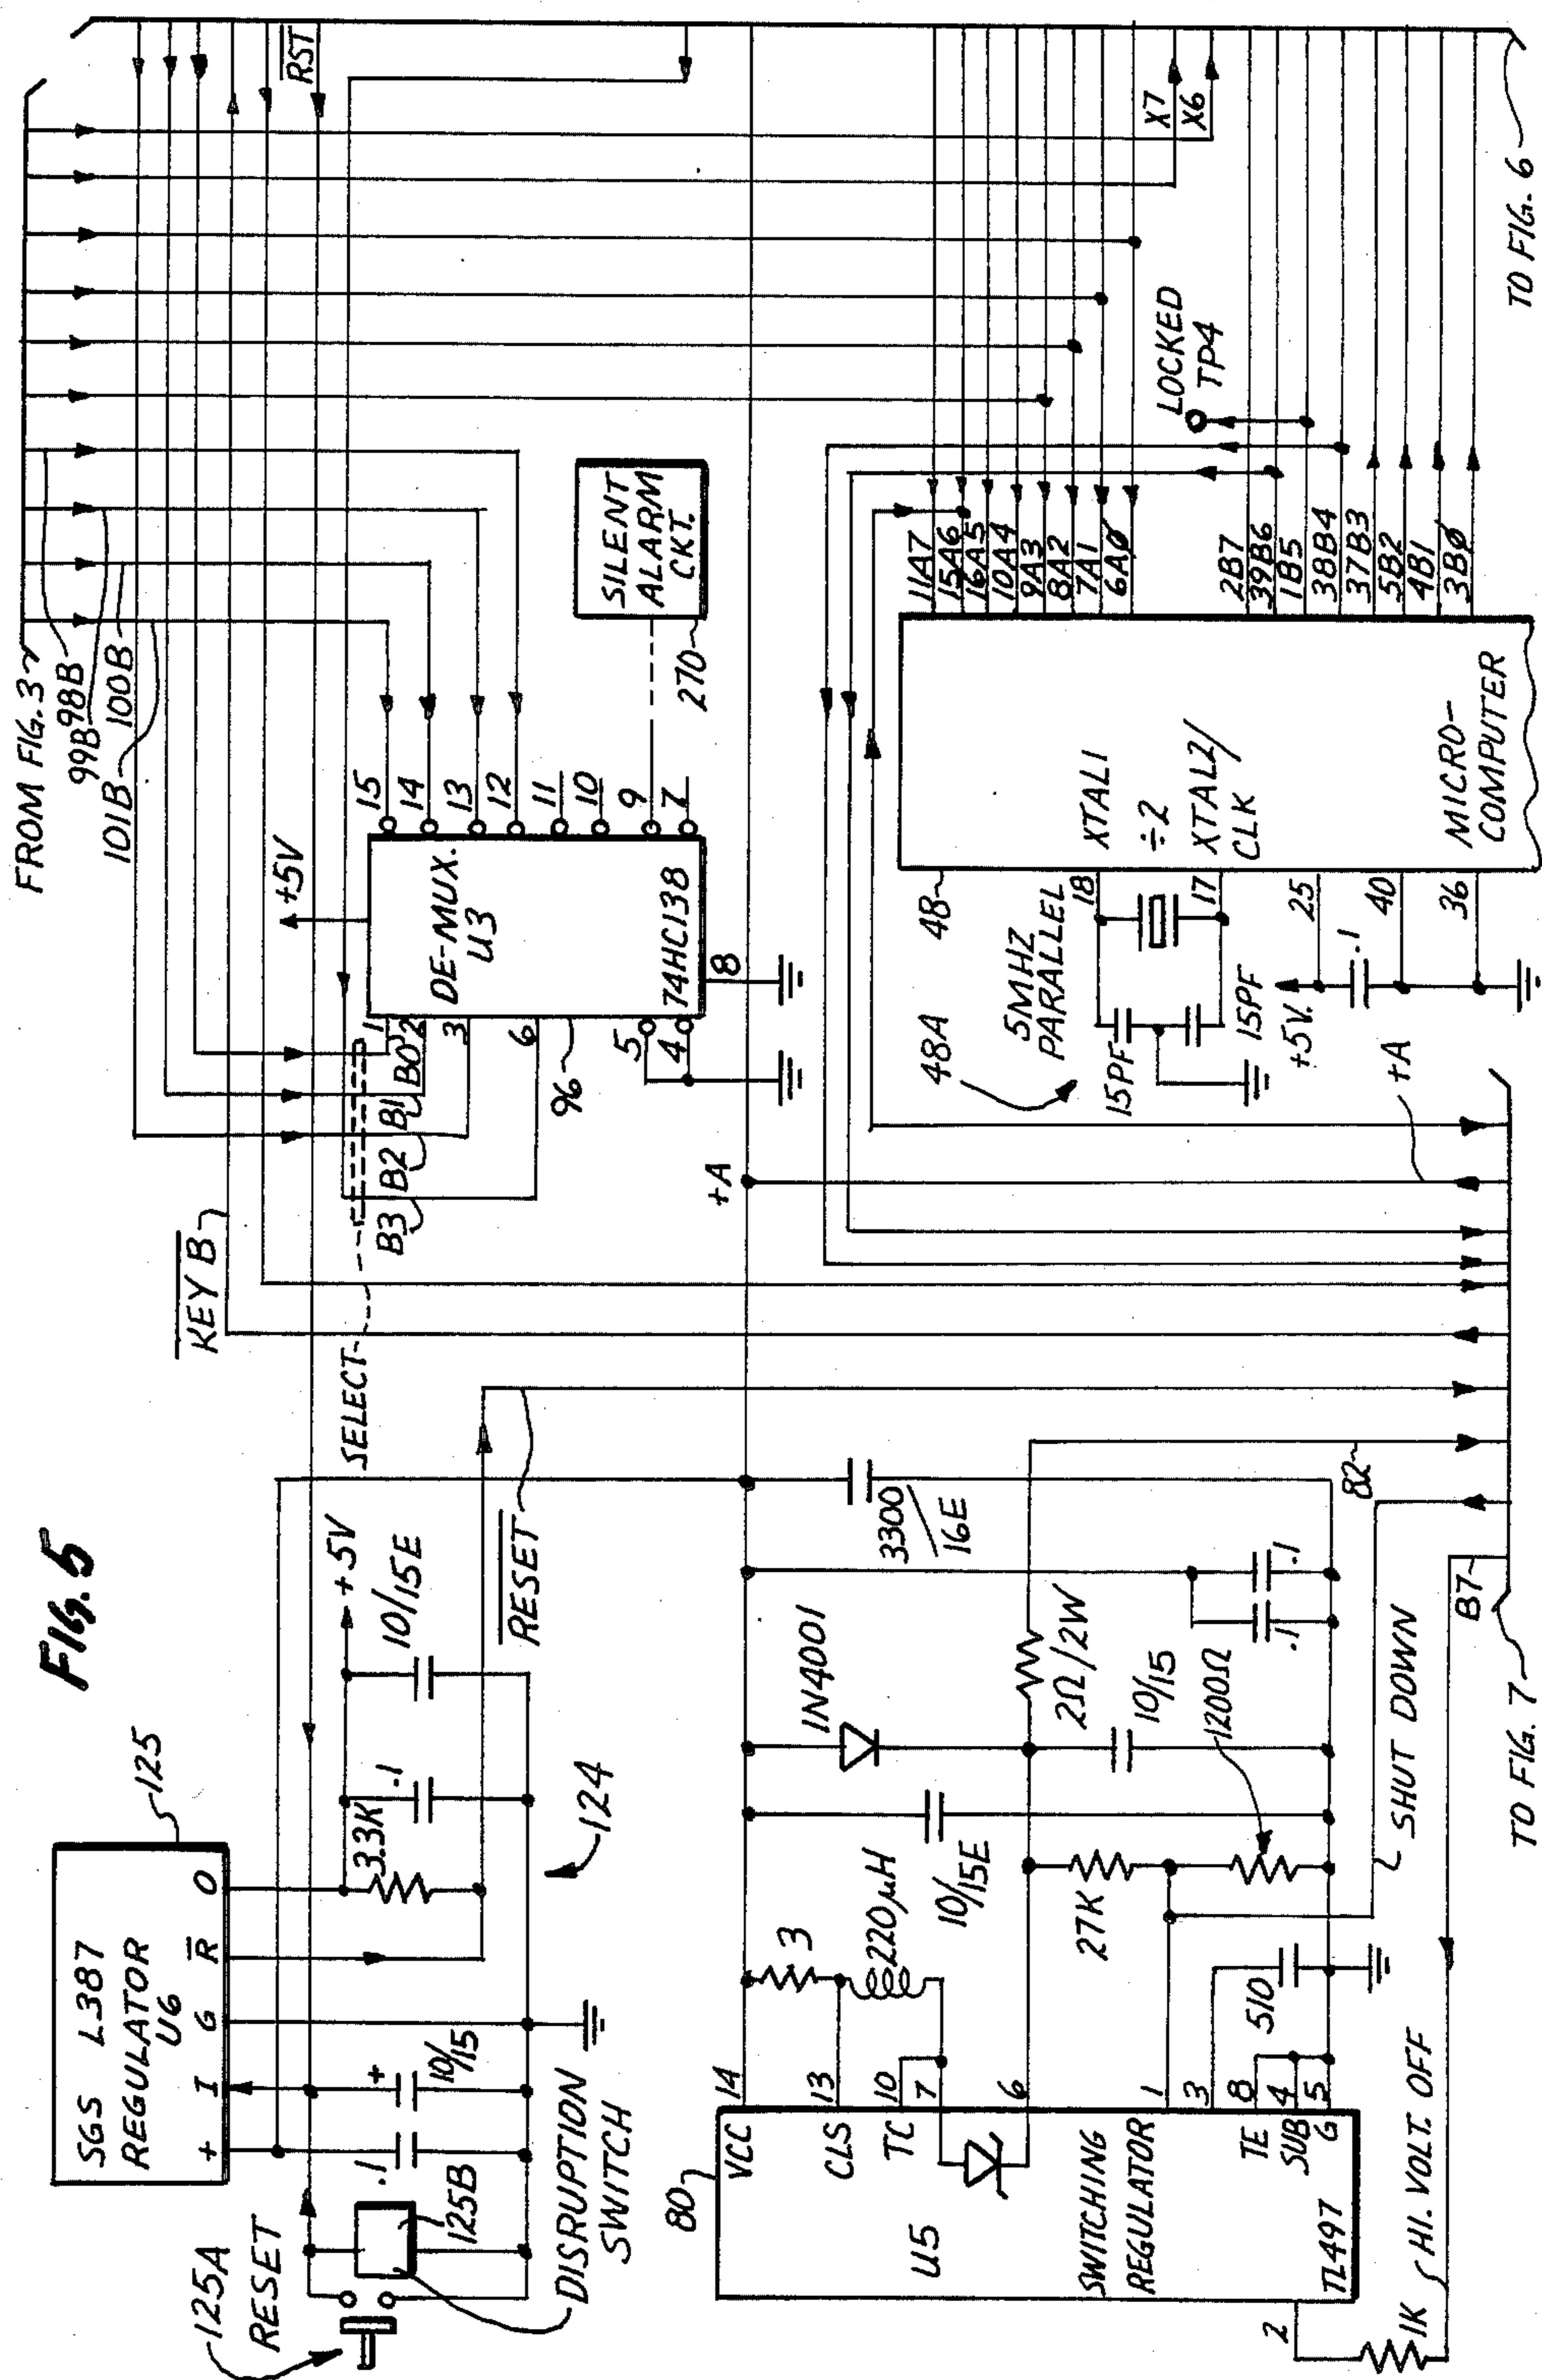 FIG. 5
125A
RESET
SGS L387
REGULATOR
U6
+
I
G
R
O
125
.1
10/15
+
125B
DISRUPTION
SWITCH
3.3K
.1
10/15E
+5V
124
RESET
SELECT
KEY B
FROM FIG. 3
99B
98B
101B
100B
RST
+5V
DE-MUX.
U3
74HC138
1
2
3
6
5
4
8
15
14
13
12
11
10
9
7
B0
B1
B2
B3
96
SILENT
ALARM
CKT.
270
+A
X7
X6
80
VCC
14
CLS
13
TC
10
7
6
U5
SWITCHING
REGULATOR
1
3
TE
8
SUB
4
G
5
TL497
2
1K
HI. VOLT. OFF
3
220µH
10/15E
1N4001
27K
2Ω/2W
10/15
1200Ω
510
3300
/16E
.1
.1
82
B7
SHUT DOWN
TO FIG. 7
48A
5MHZ
PARALLEL
48
15PF
15PF
18
17
XTAL1
÷2
XTAL2/
CLK
25
40
36
+5V.
.1
+A
MICRO-
COMPUTER
11A7
15A6
16A5
10A4
9A3
8A2
7A1
6AØ
2B7
39B6
1B5
38B4
37B3
5B2
4B1
3BØ
LOCKED
TP4
TO FIG. 6